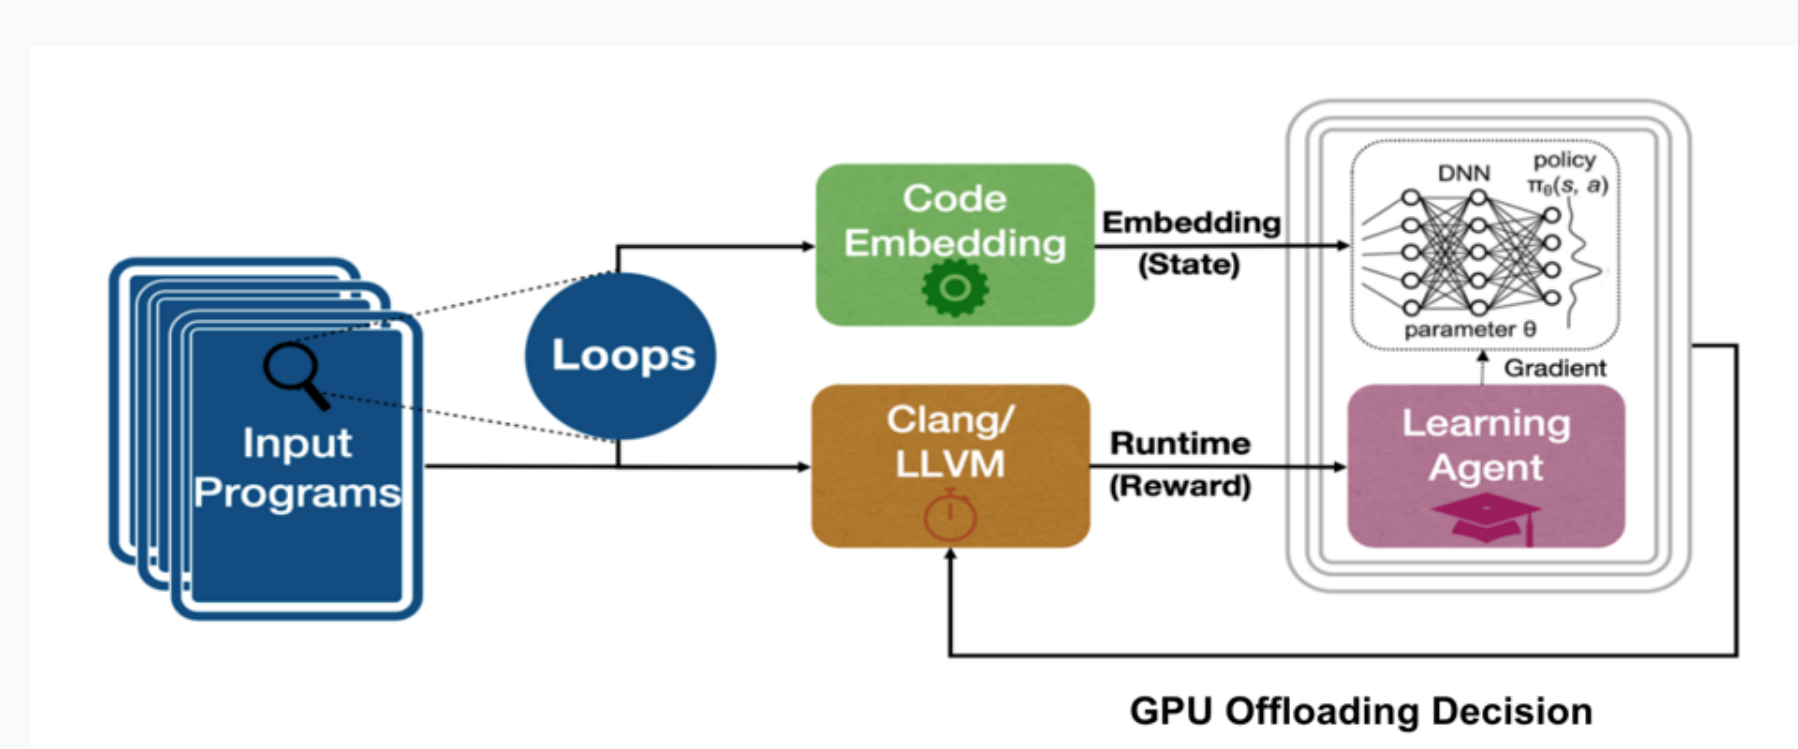 Input
Programs
Loops
Code
Embedding
Embedding
(State)
Clang/
LLVM
Runtime
(Reward)
DNN
policy
πθ(s, a)
parameter θ
Gradient
Learning
Agent
GPU Offloading Decision